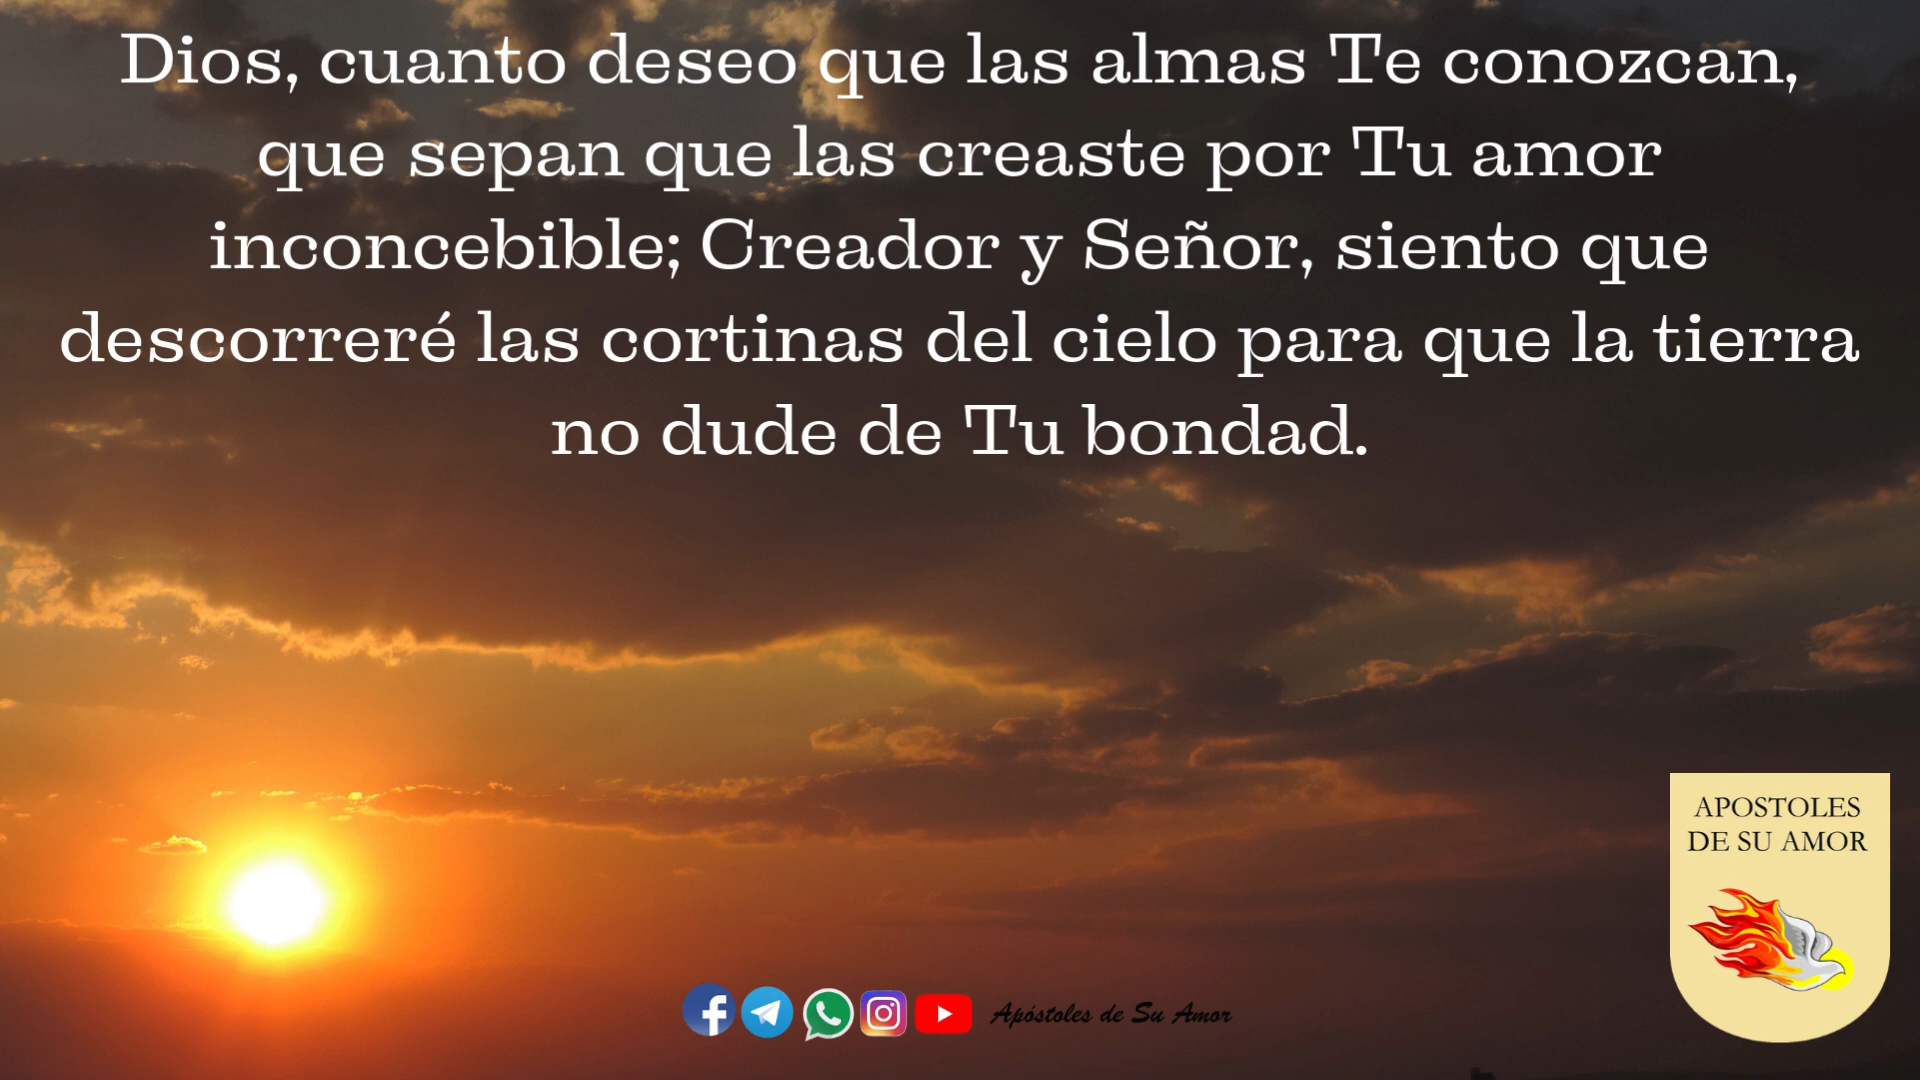 Dios, cuanto deseo que las almas Te conozcan,
que sepan que las creaste por Tu amor
inconcebible; Creador y Señor, siento que
descorreré las cortinas del cielo para que la tierra
no dude de Tu bondad.
APOSTOLES
DE SU AMOR
Apóstoles de Su Amor